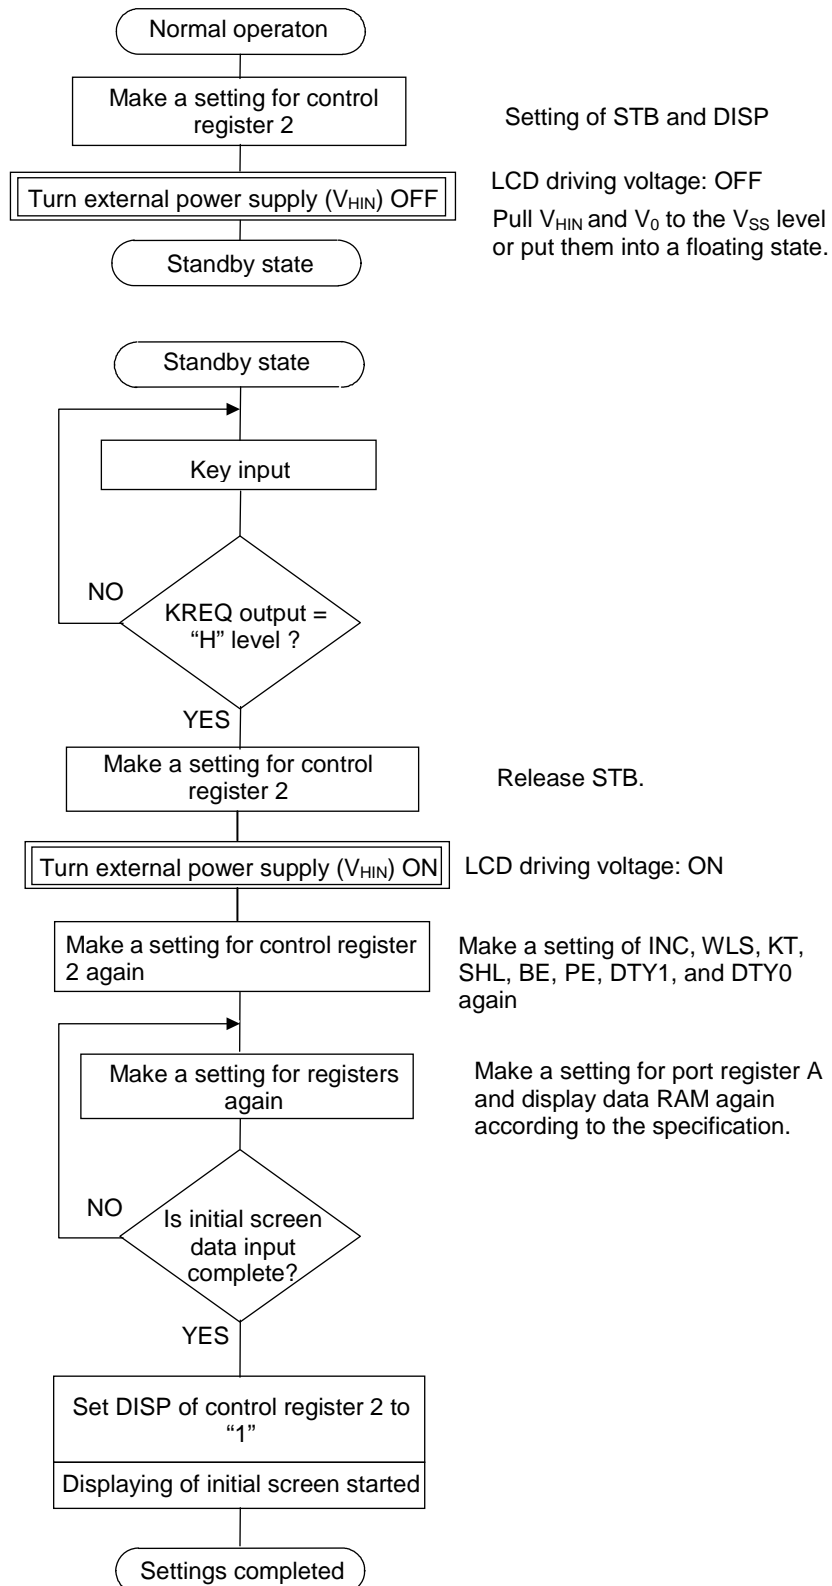 Normal operaton
Make a setting for control
register 2
Setting of STB and DISP
Turn external power supply (VHIN) OFF
LCD driving voltage: OFF
Pull VHIN and V0 to the VSS level
or put them into a floating state.
Standby state
Standby state
Key input
NO
KREQ output =
“H” level ?
YES
Make a setting for control
register 2
Release STB.
Turn external power supply (VHIN) ON
LCD driving voltage: ON
Make a setting for control register
2 again
Make a setting of INC, WLS, KT,
SHL, BE, PE, DTY1, and DTY0
again
Make a setting for registers
again
Make a setting for port register A
and display data RAM again
according to the specification.
NO
Is initial screen
data input
complete?
YES
Set DISP of control register 2 to
“1”
Displaying of initial screen started
Settings completed